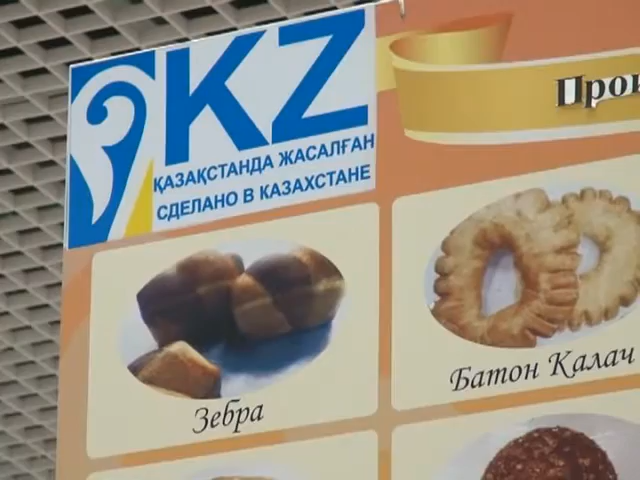 KZ
ҚАЗАҚСТАНДА ЖАСАЛҒАН
СДЕЛАНО В КАЗАХСТАНЕ
Зебра
Батон Калач